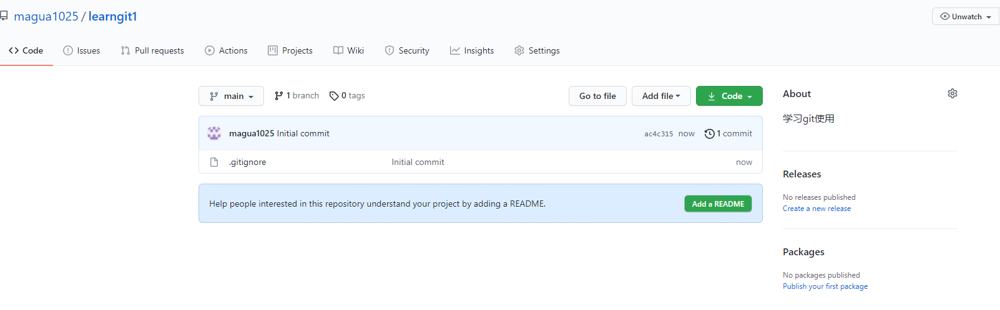 magua1025 / learngit1
Unwatch
Code Issues Pull requests Actions Projects Wiki Security Insights Settings
main 1 branch 0 tags Go to file Add file Code
magua1025 Initial commit ac4c315 now 1 commit
.gitignore Initial commit now
Help people interested in this repository understand your project by adding a README. Add a README
About
学习git使用
Releases
No releases published
Create a new release
Packages
No packages published
Publish your first package